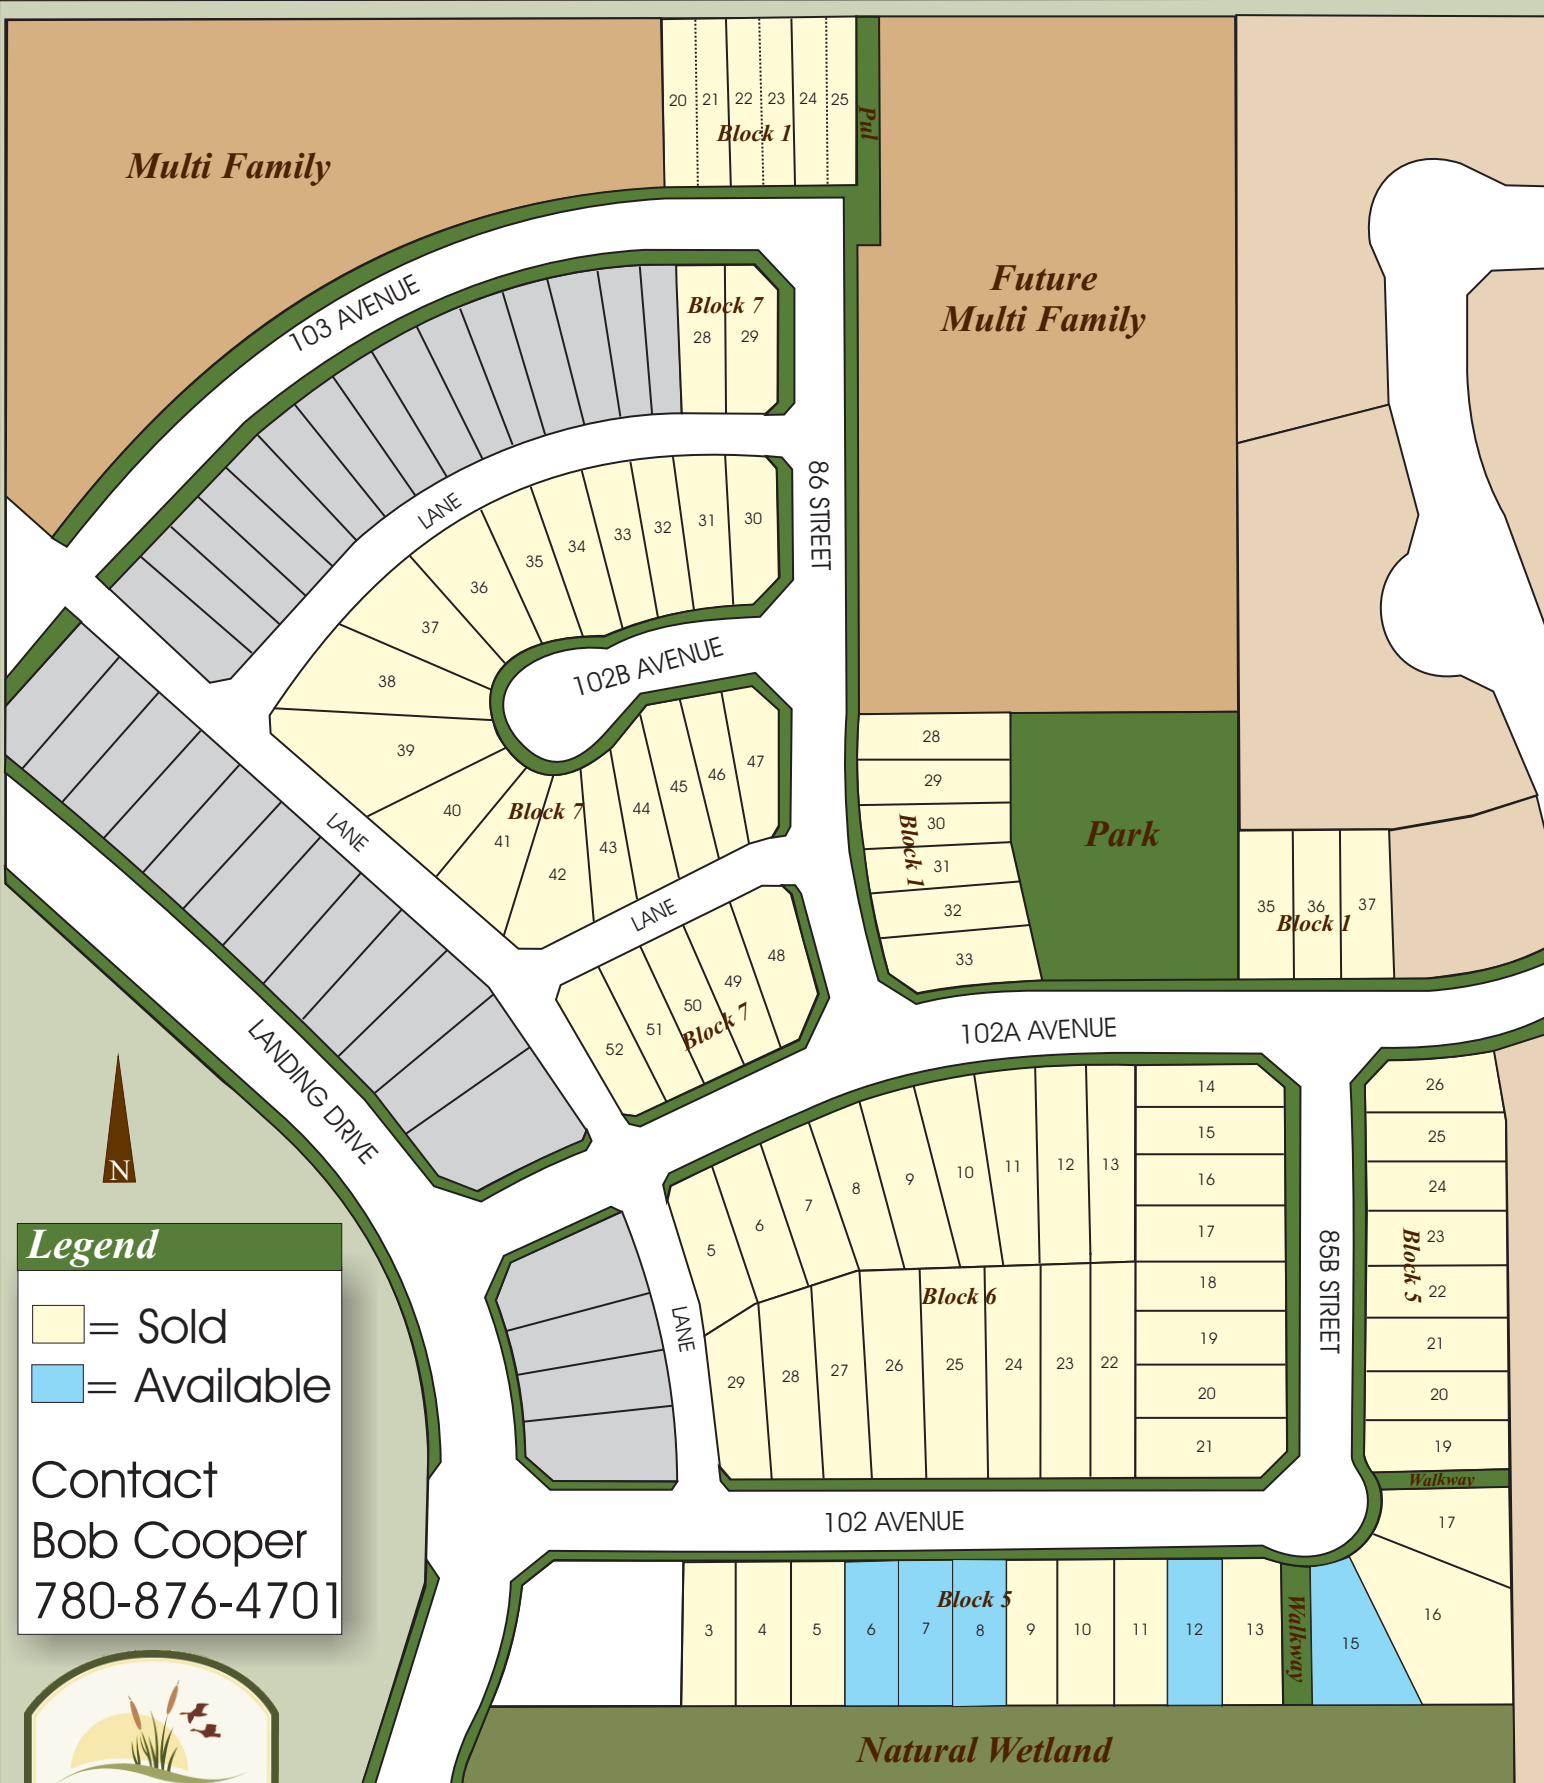 20 21 22 23 24 25
Block 1
Pul
Multi Family
Future
Multi Family
103 AVENUE
Block 7
28 29
LANE
86 STREET
30
31
32
33
34
35
36
37
38
39
40
41
42
43
44
45
46
47
Block 7
102B AVENUE
LANE
LANE
28
29
30
31
32
33
Block 1
Park
35 36 37
Block 1
48
49
50
51
52
Block 7
102A AVENUE
LANDING DRIVE
N
5
6
7
8
9
10
11
12
13
14
15
16
17
18
19
20
21
Block 6
29 28 27 26 25 24 23 22
LANE
85B STREET
26
25
24
23
22
21
20
19
Block 5
Walkway
17
16
102 AVENUE
Block 5
3 4 5 6 7 8 9 10 11 12 13
Walkway
15
Natural Wetland
Legend
= Sold
= Available
Contact
Bob Cooper
780-876-4701